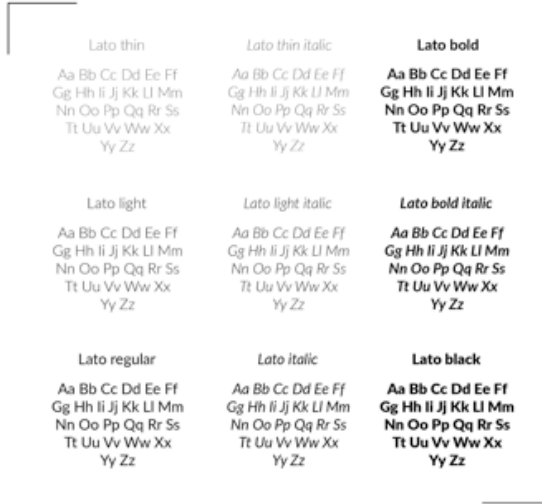 Lato thin
Aa Bb Cc Dd Ee Ff
Gg Hh Ii Jj Kk Ll Mm
Nn Oo Pp Qq Rr Ss
Tt Uu Vv Ww Xx
Yy Zz
Lato thin italic
Aa Bb Cc Dd Ee Ff
Gg Hh Ii Jj Kk Ll Mm
Nn Oo Pp Qq Rr Ss
Tt Uu Vv Ww Xx
Yy Zz
Lato bold
Aa Bb Cc Dd Ee Ff
Gg Hh Ii Jj Kk Ll Mm
Nn Oo Pp Qq Rr Ss
Tt Uu Vv Ww Xx
Yy Zz
Lato light
Aa Bb Cc Dd Ee Ff
Gg Hh Ii Jj Kk Ll Mm
Nn Oo Pp Qq Rr Ss
Tt Uu Vv Ww Xx
Yy Zz
Lato light italic
Aa Bb Cc Dd Ee Ff
Gg Hh Ii Jj Kk Ll Mm
Nn Oo Pp Qq Rr Ss
Tt Uu Vv Ww Xx
Yy Zz
Lato bold italic
Aa Bb Cc Dd Ee Ff
Gg Hh Ii Jj Kk Ll Mm
Nn Oo Pp Qq Rr Ss
Tt Uu Vv Ww Xx
Yy Zz
Lato regular
Aa Bb Cc Dd Ee Ff
Gg Hh Ii Jj Kk Ll Mm
Nn Oo Pp Qq Rr Ss
Tt Uu Vv Ww Xx
Yy Zz
Lato italic
Aa Bb Cc Dd Ee Ff
Gg Hh Ii Jj Kk Ll Mm
Nn Oo Pp Qq Rr Ss
Tt Uu Vv Ww Xx
Yy Zz
Lato black
Aa Bb Cc Dd Ee Ff
Gg Hh Ii Jj Kk Ll Mm
Nn Oo Pp Qq Rr Ss
Tt Uu Vv Ww Xx
Yy Zz